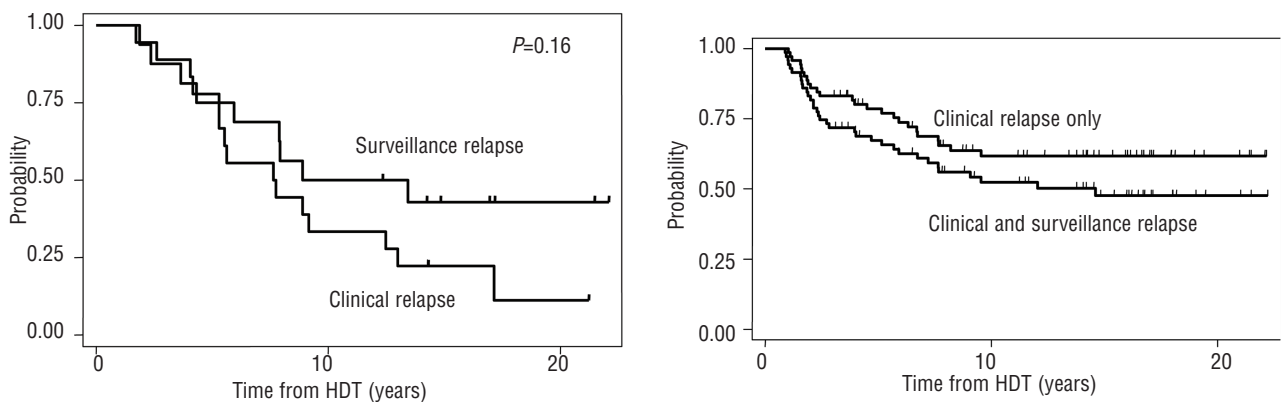 1.00
0.75
0.50
0.25
0.00
Probability
P=0.16
Surveillance relapse
Clinical relapse
0
10
20
Time from HDT (years)
1.00
0.75
0.50
0.25
0.00
Probability
Clinical relapse only
Clinical and surveillance relapse
0
10
20
Time from HDT (years)